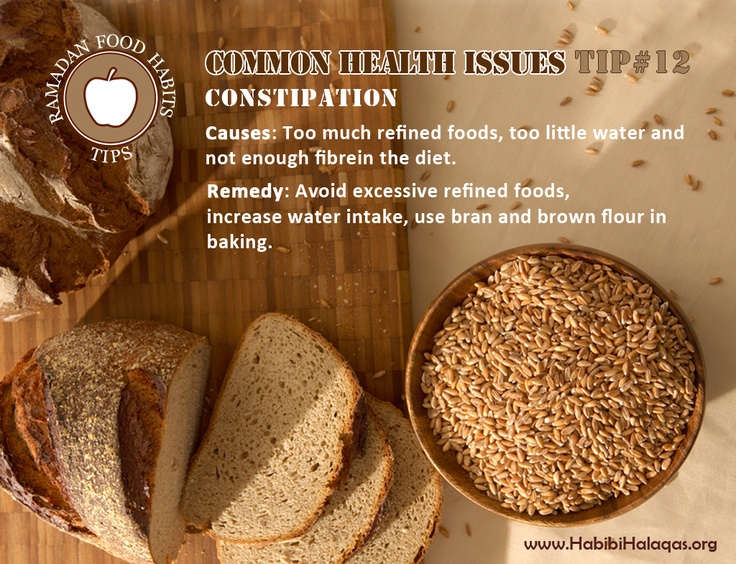 RAMADAN FOOD HABITS
TIPS
COMMON HEALTH ISSUES TIP#12
CONSTIPATION
Causes: Too much refined foods, too little water and
not enough fibrein the diet.
Remedy: Avoid excessive refined foods,
increase water intake, use bran and brown flour in
baking.
www.HabibiHalaqas.org